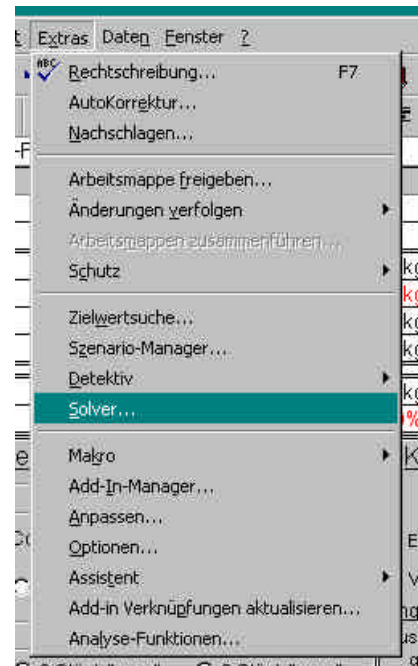 Extras Daten Fenster ?
ABC Rechtschreibung... F7
AutoKorrektur...
Nachschlagen...
Arbeitsmappe freigeben...
Änderungen verfolgen
Arbeitsmappen zusammenführen...
Schutz
Zielwertsuche...
Szenario-Manager...
Detektiv
Solver...
Makro
Add-In-Manager...
Anpassen...
Optionen...
Assistent
Add-in Verknüpfungen aktualisieren...
Analyse-Funktionen...